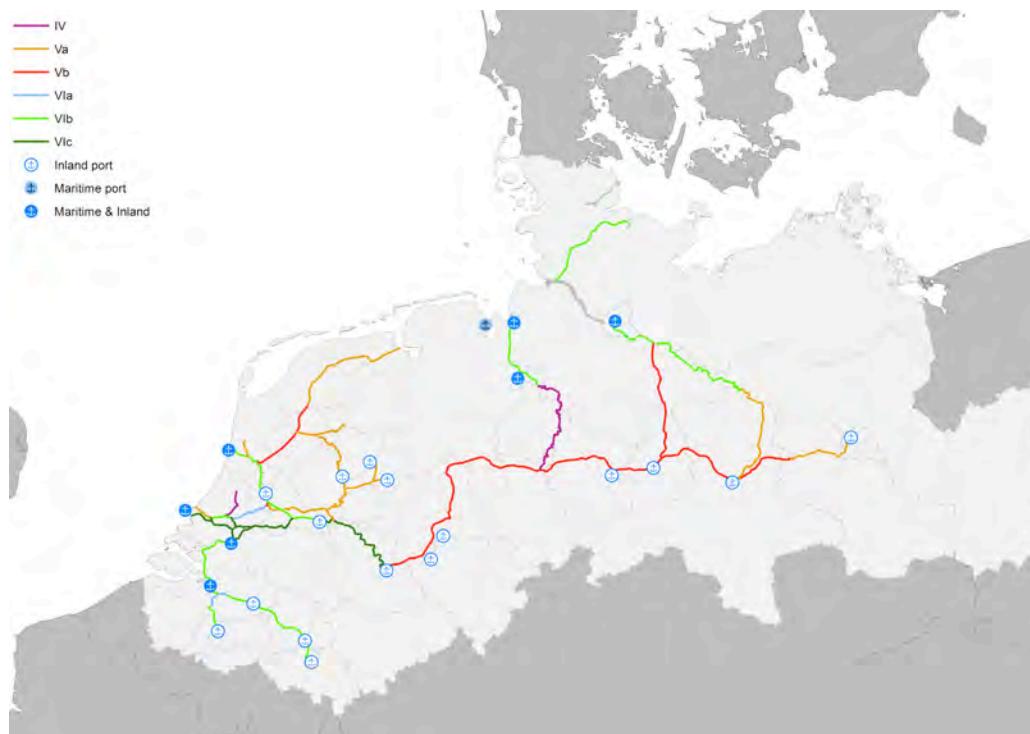 IV
Va
Vb
VIa
VIb
VIc
Inland port
Maritime port
Maritime & Inland